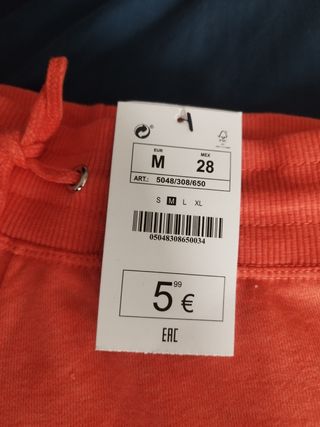 EUR MEX
M 28
ART.: 5048/308/650
S M L XL
05048308650034
5 99 €
EAC